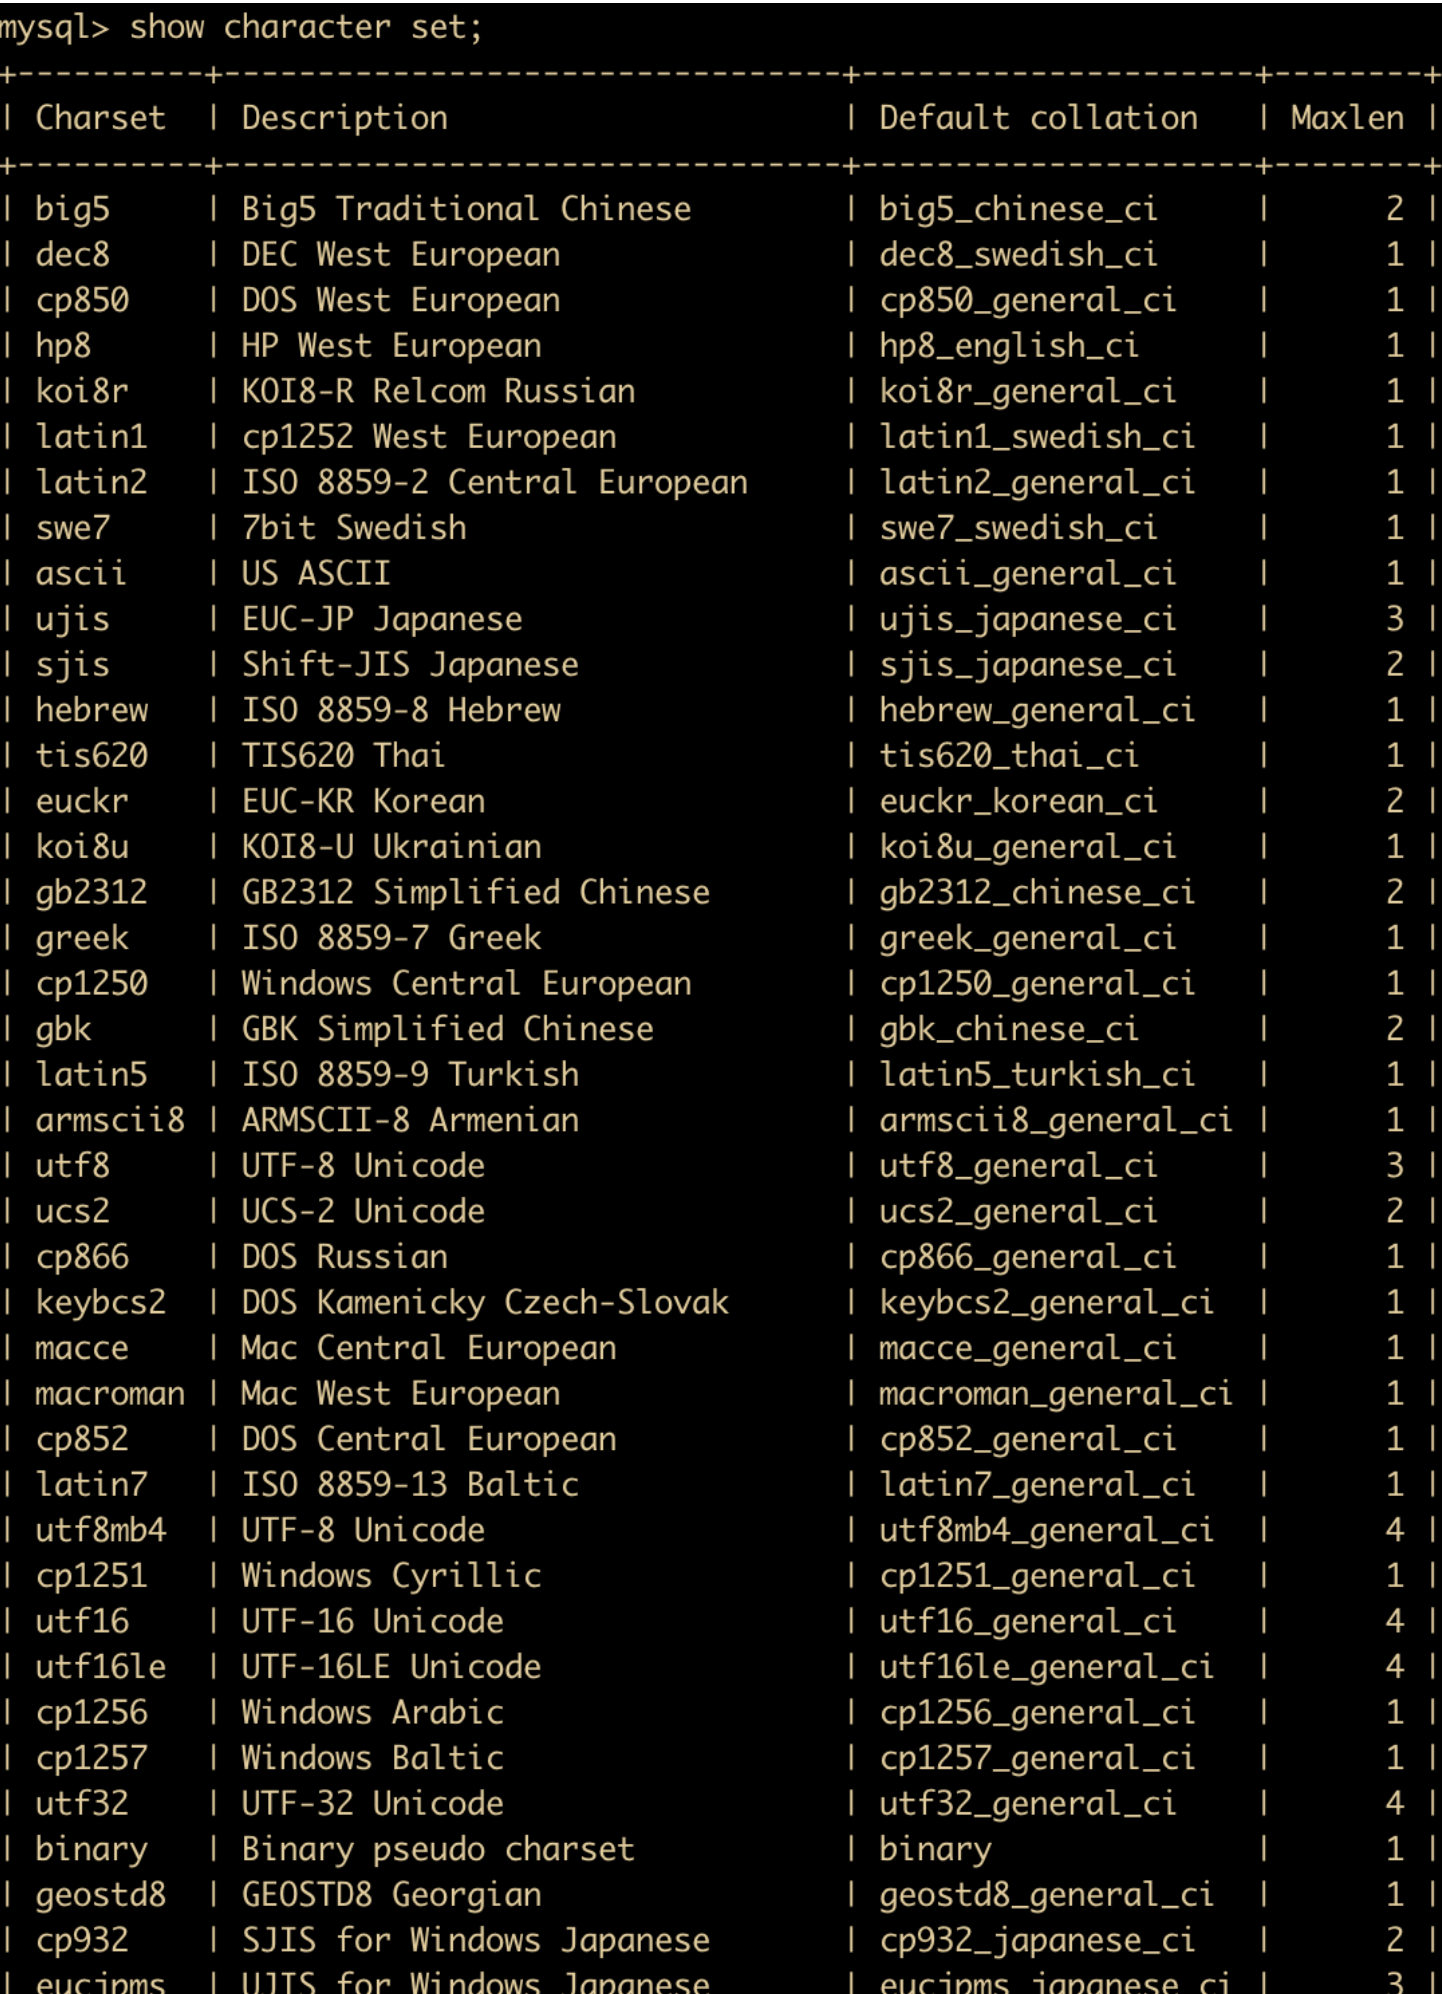 mysql> show character set;
+----------+---------------------------------+---------------------+--------+
| Charset  | Description                     | Default collation   | Maxlen |
+----------+---------------------------------+---------------------+--------+
| big5     | Big5 Traditional Chinese        | big5_chinese_ci     |      2 |
| dec8     | DEC West European               | dec8_swedish_ci     |      1 |
| cp850    | DOS West European               | cp850_general_ci    |      1 |
| hp8      | HP West European                | hp8_english_ci      |      1 |
| koi8r    | KOI8-R Relcom Russian           | koi8r_general_ci    |      1 |
| latin1   | cp1252 West European            | latin1_swedish_ci   |      1 |
| latin2   | ISO 8859-2 Central European     | latin2_general_ci   |      1 |
| swe7     | 7bit Swedish                    | swe7_swedish_ci     |      1 |
| ascii    | US ASCII                        | ascii_general_ci    |      1 |
| ujis     | EUC-JP Japanese                 | ujis_japanese_ci    |      3 |
| sjis     | Shift-JIS Japanese              | sjis_japanese_ci    |      2 |
| hebrew   | ISO 8859-8 Hebrew               | hebrew_general_ci   |      1 |
| tis620   | TIS620 Thai                     | tis620_thai_ci      |      1 |
| euckr    | EUC-KR Korean                   | euckr_korean_ci     |      2 |
| koi8u    | KOI8-U Ukrainian                | koi8u_general_ci    |      1 |
| gb2312   | GB2312 Simplified Chinese       | gb2312_chinese_ci   |      2 |
| greek    | ISO 8859-7 Greek                | greek_general_ci    |      1 |
| cp1250   | Windows Central European        | cp1250_general_ci   |      1 |
| gbk      | GBK Simplified Chinese          | gbk_chinese_ci      |      2 |
| latin5   | ISO 8859-9 Turkish              | latin5_turkish_ci   |      1 |
| armscii8 | ARMSCII-8 Armenian              | armscii8_general_ci |      1 |
| utf8     | UTF-8 Unicode                   | utf8_general_ci     |      3 |
| ucs2     | UCS-2 Unicode                   | ucs2_general_ci     |      2 |
| cp866    | DOS Russian                     | cp866_general_ci    |      1 |
| keybcs2  | DOS Kamenicky Czech-Slovak      | keybcs2_general_ci  |      1 |
| macce    | Mac Central European            | macce_general_ci    |      1 |
| macroman | Mac West European               | macroman_general_ci |      1 |
| cp852    | DOS Central European            | cp852_general_ci    |      1 |
| latin7   | ISO 8859-13 Baltic              | latin7_general_ci   |      1 |
| utf8mb4  | UTF-8 Unicode                   | utf8mb4_general_ci  |      4 |
| cp1251   | Windows Cyrillic                | cp1251_general_ci   |      1 |
| utf16    | UTF-16 Unicode                  | utf16_general_ci    |      4 |
| utf16le  | UTF-16LE Unicode                | utf16le_general_ci  |      4 |
| cp1256   | Windows Arabic                  | cp1256_general_ci   |      1 |
| cp1257   | Windows Baltic                  | cp1257_general_ci   |      1 |
| utf32    | UTF-32 Unicode                  | utf32_general_ci    |      4 |
| binary   | Binary pseudo charset           | binary              |      1 |
| geostd8  | GEOSTD8 Georgian                | geostd8_general_ci  |      1 |
| cp932    | SJIS for Windows Japanese       | cp932_japanese_ci   |      2 |
| eucjpms  | UJIS for Windows Japanese       | eucjpms_japanese_ci |      3 |